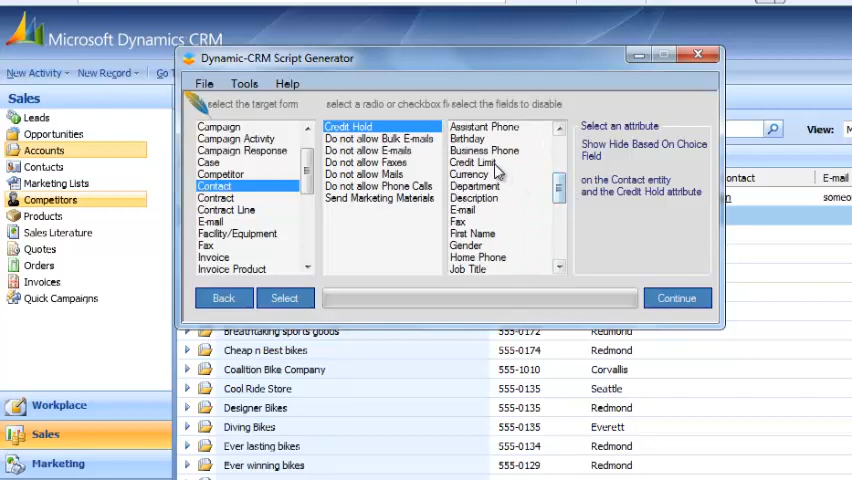 Microsoft Dynamics CRM
New Activity
New Record
Go T
Sales
Leads
Opportunities
Accounts
Contacts
Marketing Lists
Competitors
Products
Sales Literature
Quotes
Orders
Invoices
Quick Campaigns
Workplace
Sales
Marketing
Dynamic-CRM Script Generator
File Tools Help
select the target form
select a radio or checkbox fi
select the fields to disable
Campaign
Campaign Activity
Campaign Response
Case
Competitor
Contact
Contract
Contract Line
E-mail
Facility/Equipment
Fax
Invoice
Invoice Product
Credit Hold
Do not allow Bulk E-mails
Do not allow E-mails
Do not allow Faxes
Do not allow Mails
Do not allow Phone Calls
Send Marketing Materials
Assistant Phone
Birthday
Business Phone
Credit Limit
Currency
Department
Description
E-mail
Fax
First Name
Gender
Home Phone
Job Title
Select an attribute
Show Hide Based On Choice
Field
on the Contact entity
and the Credit Hold attribute
Back
Select
Continue
View: M
ontact
E-mail
n
someo
Breathtaking sports goods 555-0172 Redmond
Cheap n Best bikes 555-0174 Redmond
Coalition Bike Company 555-1010 Corvallis
Cool Ride Store 555-0135 Seattle
Designer Bikes 555-0135 Redmond
Diving Bikes 555-0135 Everett
Ever lasting bikes 555-0134 Redmond
Ever winning bikes 555-0129 Redmond